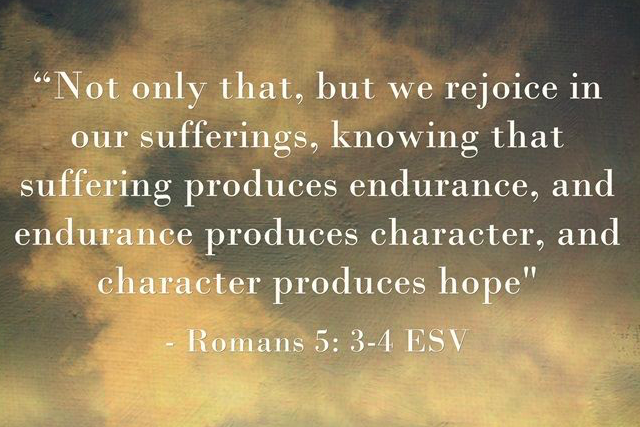 “Not only that, but we rejoice in
our sufferings, knowing that
suffering produces endurance, and
endurance produces character, and
character produces hope"
- Romans 5: 3-4 ESV